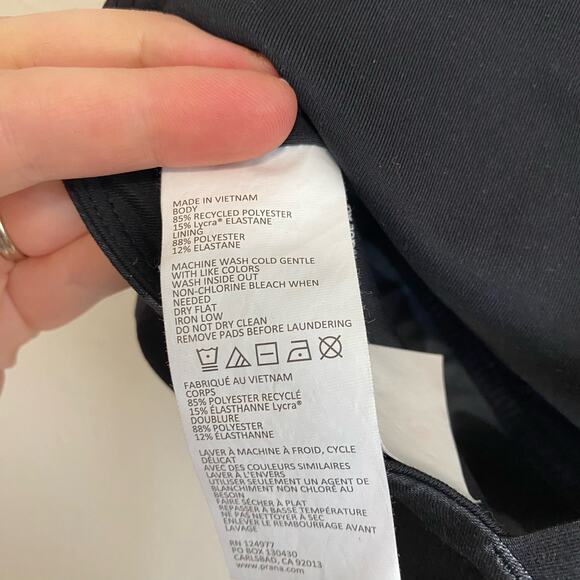 MADE IN VIETNAM
BODY
85% RECYCLED POLYESTER
15% Lycra® ELASTANE
LINING
88% POLYESTER
12% ELASTANE
MACHINE WASH COLD GENTLE
WITH LIKE COLORS
WASH INSIDE OUT
NON-CHLORINE BLEACH WHEN
NEEDED
DRY FLAT
IRON LOW
DO NOT DRY CLEAN
REMOVE PADS BEFORE LAUNDERING
FABRIQUÉ AU VIETNAM
CORPS
85% POLYESTER RECYCLÉ
15% ÉLASTHANNE Lycra®
DOUBLURE
88% POLYESTER
12% ÉLASTHANNE
LAVER À MACHINE À FROID, CYCLE
DÉLICAT
AVEC DES COULEURS SIMILAIRES
LAVER À L'ENVERS
UTILISER SEULEMENT UN AGENT DE
BLANCHIMENT NON CHLORÉ AU
BESOIN
FAIRE SÉCHER À PLAT
REPASSER À BASSE TEMPÉRATURE
NE PAS NETTOYER À SEC
ENLEVER LE REMBOURRAGE AVANT
LAVAGE
RN 124977
PO BOX 130430
CARLSBAD, CA 92013
www.prana.com